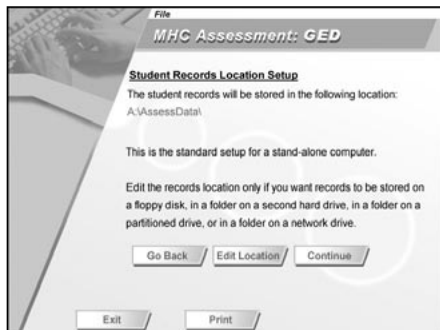 File
MHC Assessment: GED
Student Records Location Setup
The student records will be stored in the following location:
A:\AssessData\
This is the standard setup for a stand-alone computer.
Edit the records location only if you want records to be stored on
a floppy disk, in a folder on a second hard drive, in a folder on a
partitioned drive, or in a folder on a network drive.
Go Back Edit Location Continue
Exit Print